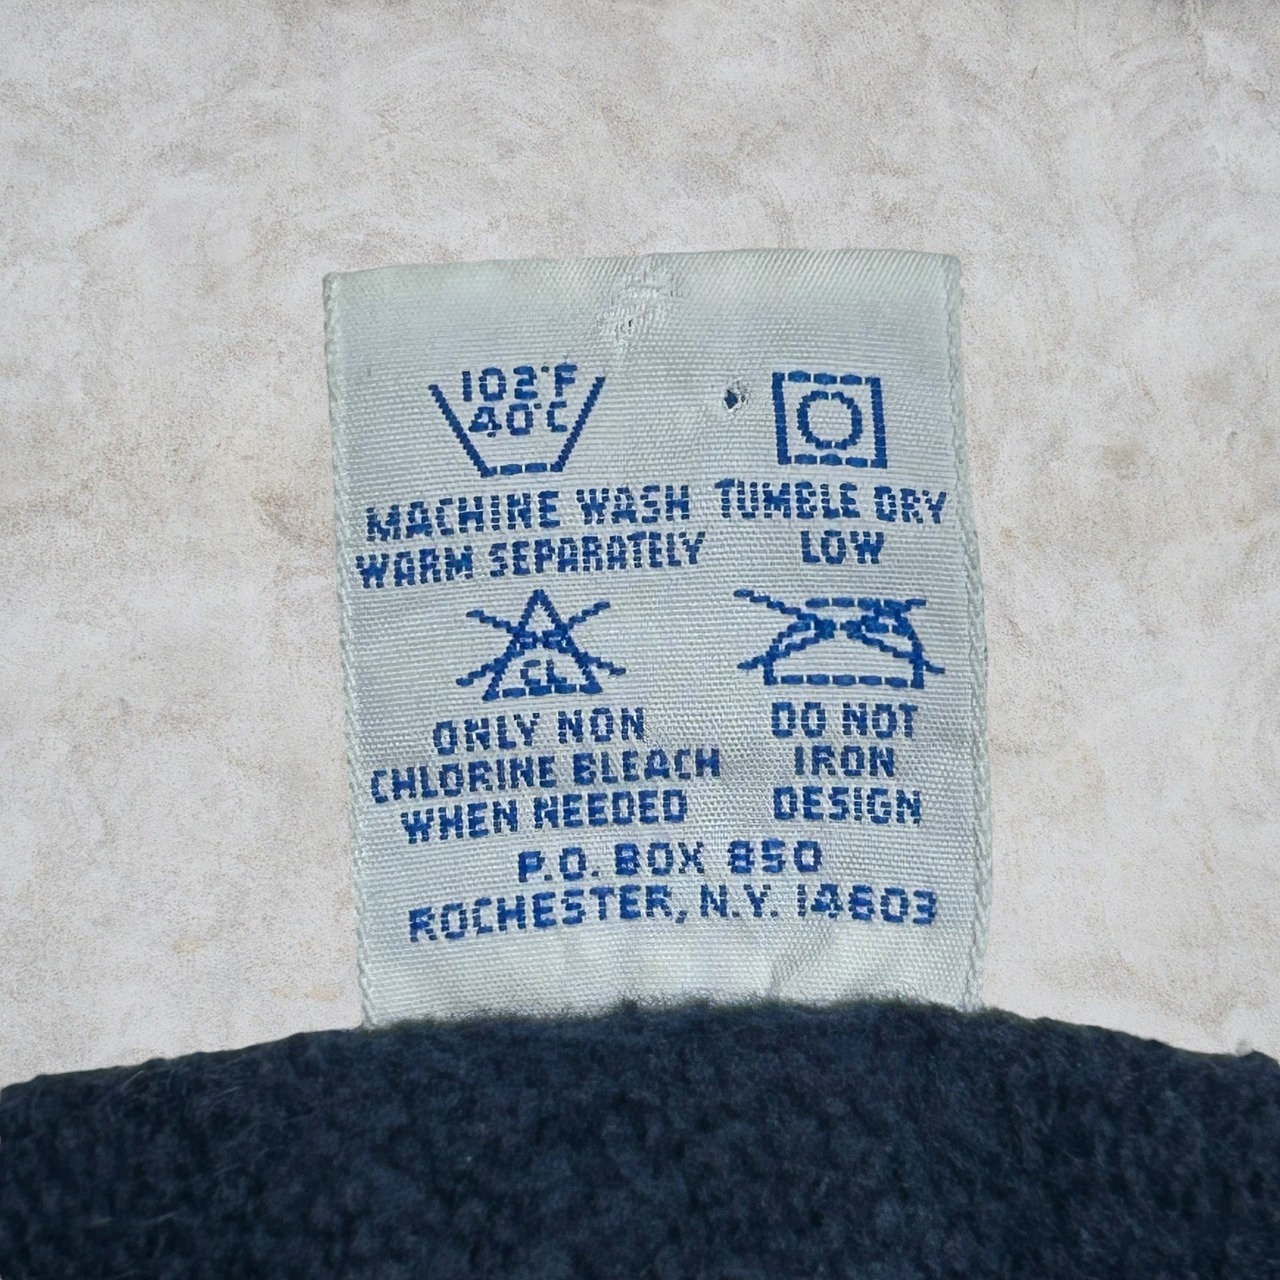 102°F
40°C
MACHINE WASH
WARM SEPARATELY
TUMBLE DRY
LOW
CL
ONLY NON
CHLORINE BLEACH
WHEN NEEDED
DO NOT
IRON
DESIGN
P.O. BOX 850
ROCHESTER, N.Y. 14603